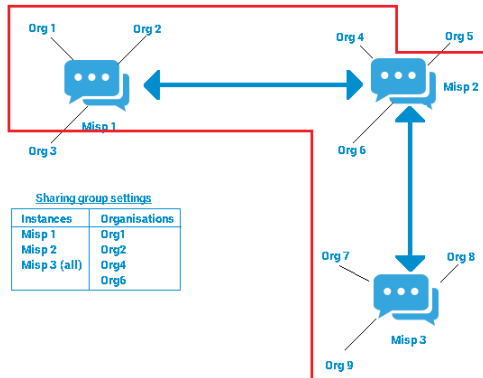 Org 1
Org 2
Misp 1
Org 3
Org 4
Org 5
Misp 2
Org 6
Sharing group settings
Instances Organisations
Misp 1 Org1
Misp 2 Org2
Misp 3 (all) Org4
Org6
Org 7
Org 8
Misp 3
Org 9